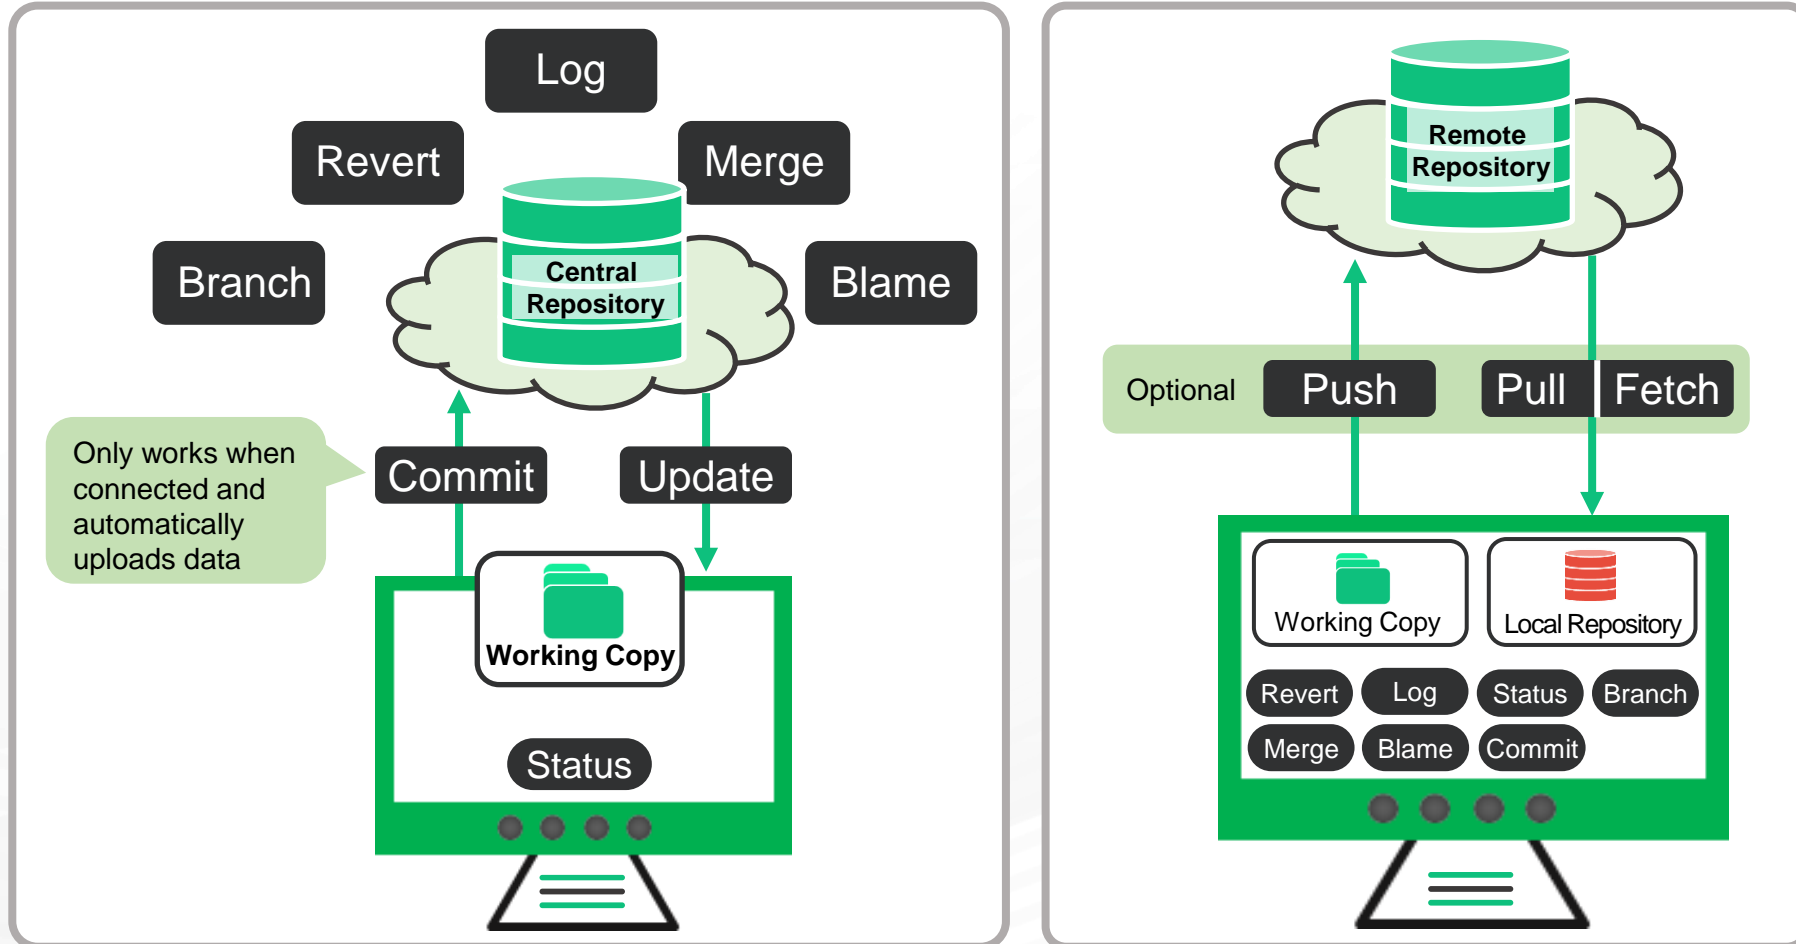 Log
Revert
Merge
Branch
Central
Repository
Blame
Only works when
connected and
automatically
uploads data
Commit
Update
Working Copy
Status
Remote
Repository
Optional
Push
Pull
Fetch
Working Copy
Local Repository
Revert
Log
Status
Branch
Merge
Blame
Commit